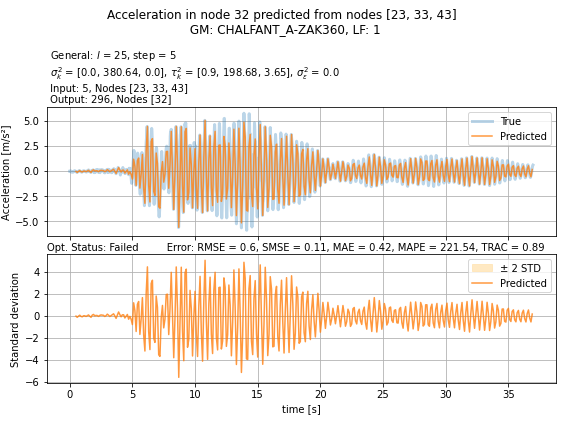 Acceleration in node 32 predicted from nodes [23, 33, 43]
GM: CHALFANT_A-ZAK360, LF: 1
General: l = 25, step = 5
σ²ₖ = [0.0, 380.64, 0.0], τ²ₖ = [0.9, 198.68, 3.65], σ²ᵋ = 0.0
Input: 5, Nodes [23, 33, 43]
Output: 296, Nodes [32]
Acceleration [m/s²]
5.0
2.5
0.0
−2.5
−5.0
True
Predicted
Opt. Status: Failed Error: RMSE = 0.6, SMSE = 0.11, MAE = 0.42, MAPE = 221.54, TRAC = 0.89
Standard deviation
4
2
0
−2
−4
−6
± 2 STD
Predicted
0 5 10 15 20 25 30 35
time [s]